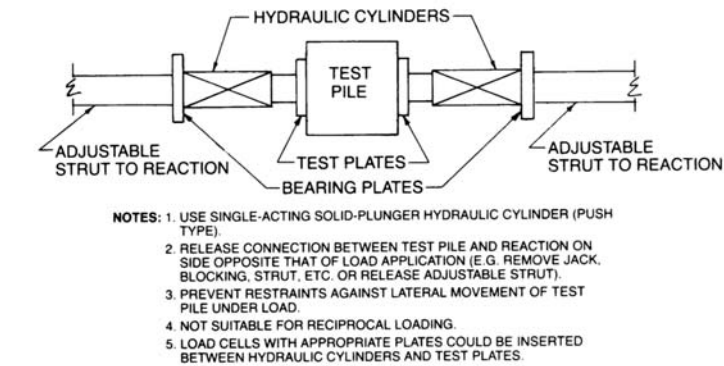 HYDRAULIC CYLINDERS
TEST
PILE
ADJUSTABLE
STRUT TO REACTION
TEST PLATES
BEARING PLATES
ADJUSTABLE
STRUT TO REACTION
NOTES: 1. USE SINGLE-ACTING SOLID-PLUNGER HYDRAULIC CYLINDER (PUSH
TYPE).
2. RELEASE CONNECTION BETWEEN TEST PILE AND REACTION ON
SIDE OPPOSITE THAT OF LOAD APPLICATION (E.G. REMOVE JACK,
BLOCKING, STRUT, ETC. OR RELEASE ADJUSTABLE STRUT).
3. PREVENT RESTRAINTS AGAINST LATERAL MOVEMENT OF TEST
PILE UNDER LOAD.
4. NOT SUITABLE FOR RECIPROCAL LOADING.
5. LOAD CELLS WITH APPROPRIATE PLATES COULD BE INSERTED
BETWEEN HYDRAULIC CYLINDERS AND TEST PLATES.